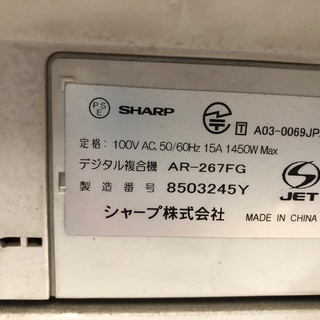 PSE SHARP
T A03-0069JP
定格：100V AC, 50/60Hz 15A 1450W Max
デジタル複合機 AR-267FG
製造番号 8503245Y
シャープ株式会社
S JET
MADE IN CHINA